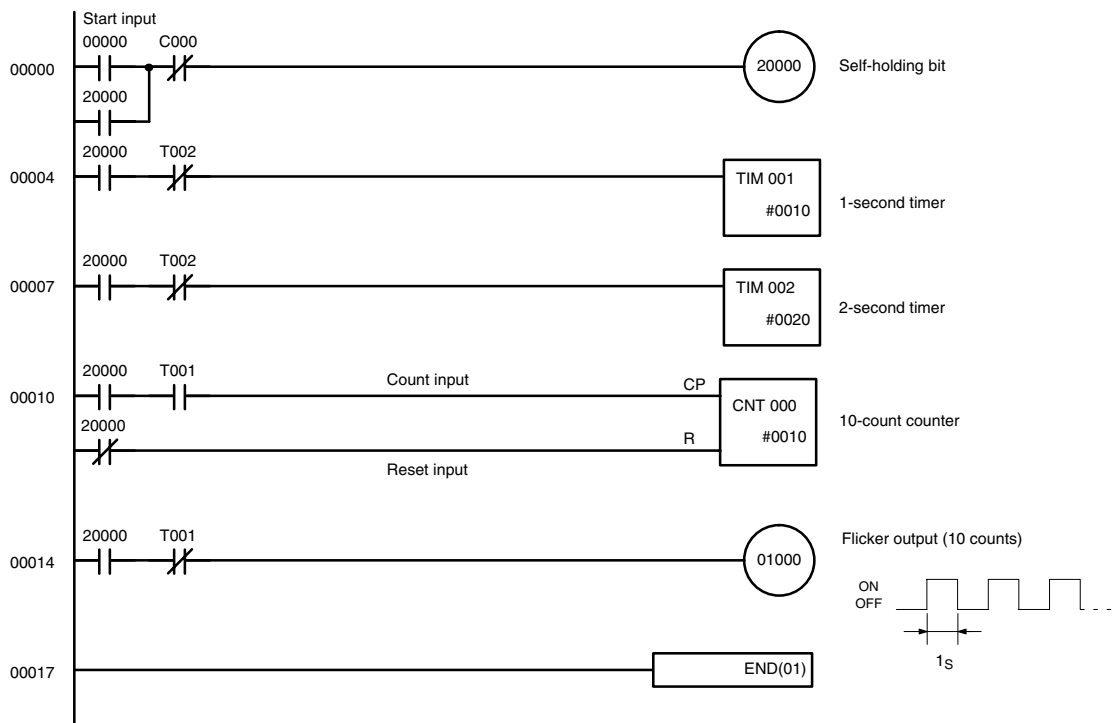 Start input
00000 C000
00000
20000
Self-holding bit
20000
20000 T002
00004
TIM 001
#0010
1-second timer
20000 T002
00007
TIM 002
#0020
2-second timer
20000 T001
00010
Count input
CP
CNT 000
#0010
10-count counter
20000
R
Reset input
20000 T001
00014
01000
Flicker output (10 counts)
ON
OFF
1S
00017
END(01)